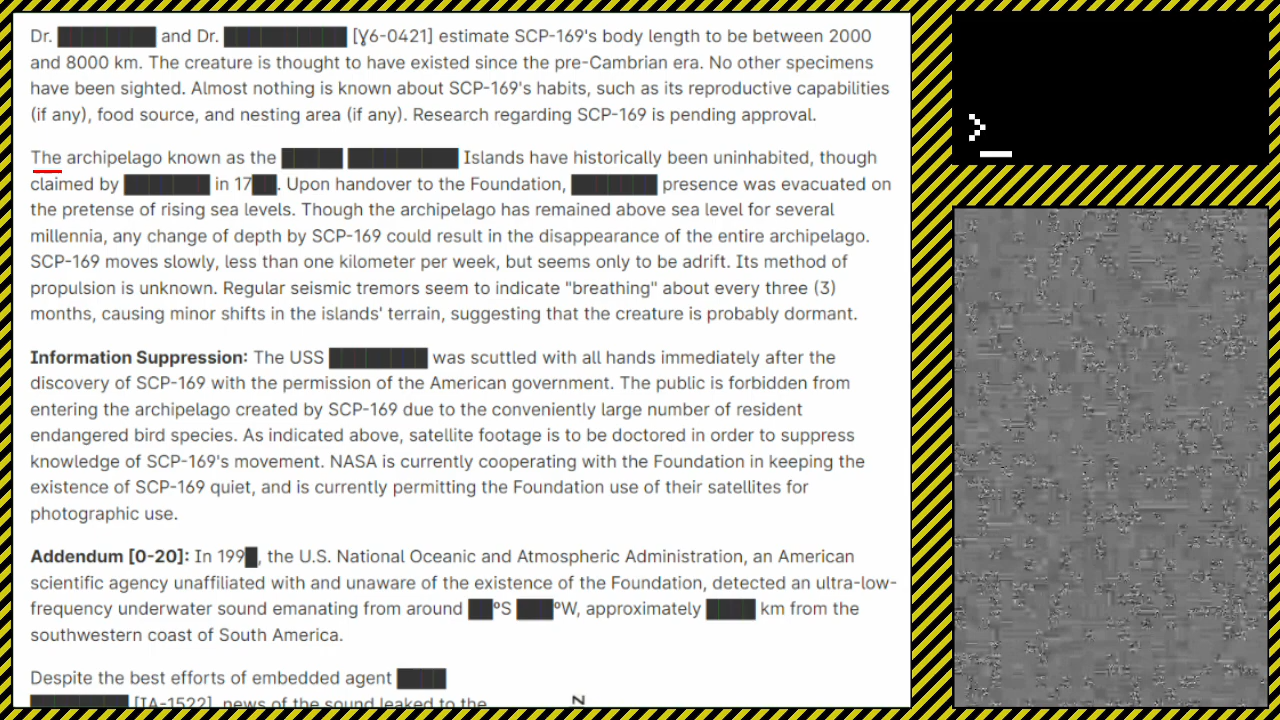 Dr. ████████ and Dr. ██████████ [Ɣ6-0421] estimate SCP-169's body length to be between 2000
and 8000 km. The creature is thought to have existed since the pre-Cambrian era. No other specimens
have been sighted. Almost nothing is known about SCP-169's habits, such as its reproductive capabilities
(if any), food source, and nesting area (if any). Research regarding SCP-169 is pending approval.
The archipelago known as the █████ █████████ Islands have historically been uninhabited, though
claimed by ███████ in 17██. Upon handover to the Foundation, ███████ presence was evacuated on
the pretense of rising sea levels. Though the archipelago has remained above sea level for several
millennia, any change of depth by SCP-169 could result in the disappearance of the entire archipelago.
SCP-169 moves slowly, less than one kilometer per week, but seems only to be adrift. Its method of
propulsion is unknown. Regular seismic tremors seem to indicate "breathing" about every three (3)
months, causing minor shifts in the islands' terrain, suggesting that the creature is probably dormant.
Information Suppression: The USS ████████ was scuttled with all hands immediately after the
discovery of SCP-169 with the permission of the American government. The public is forbidden from
entering the archipelago created by SCP-169 due to the conveniently large number of resident
endangered bird species. As indicated above, satellite footage is to be doctored in order to suppress
knowledge of SCP-169's movement. NASA is currently cooperating with the Foundation in keeping the
existence of SCP-169 quiet, and is currently permitting the Foundation use of their satellites for
photographic use.
Addendum [0-20]: In 199█, the U.S. National Oceanic and Atmospheric Administration, an American
scientific agency unaffiliated with and unaware of the existence of the Foundation, detected an ultra-low-
frequency underwater sound emanating from around ██ºS ███ºW, approximately ████ km from the
southwestern coast of South America.
Despite the best efforts of embedded agent ████
████████ [IA-1522], news of the sound leaked to the
N
>_